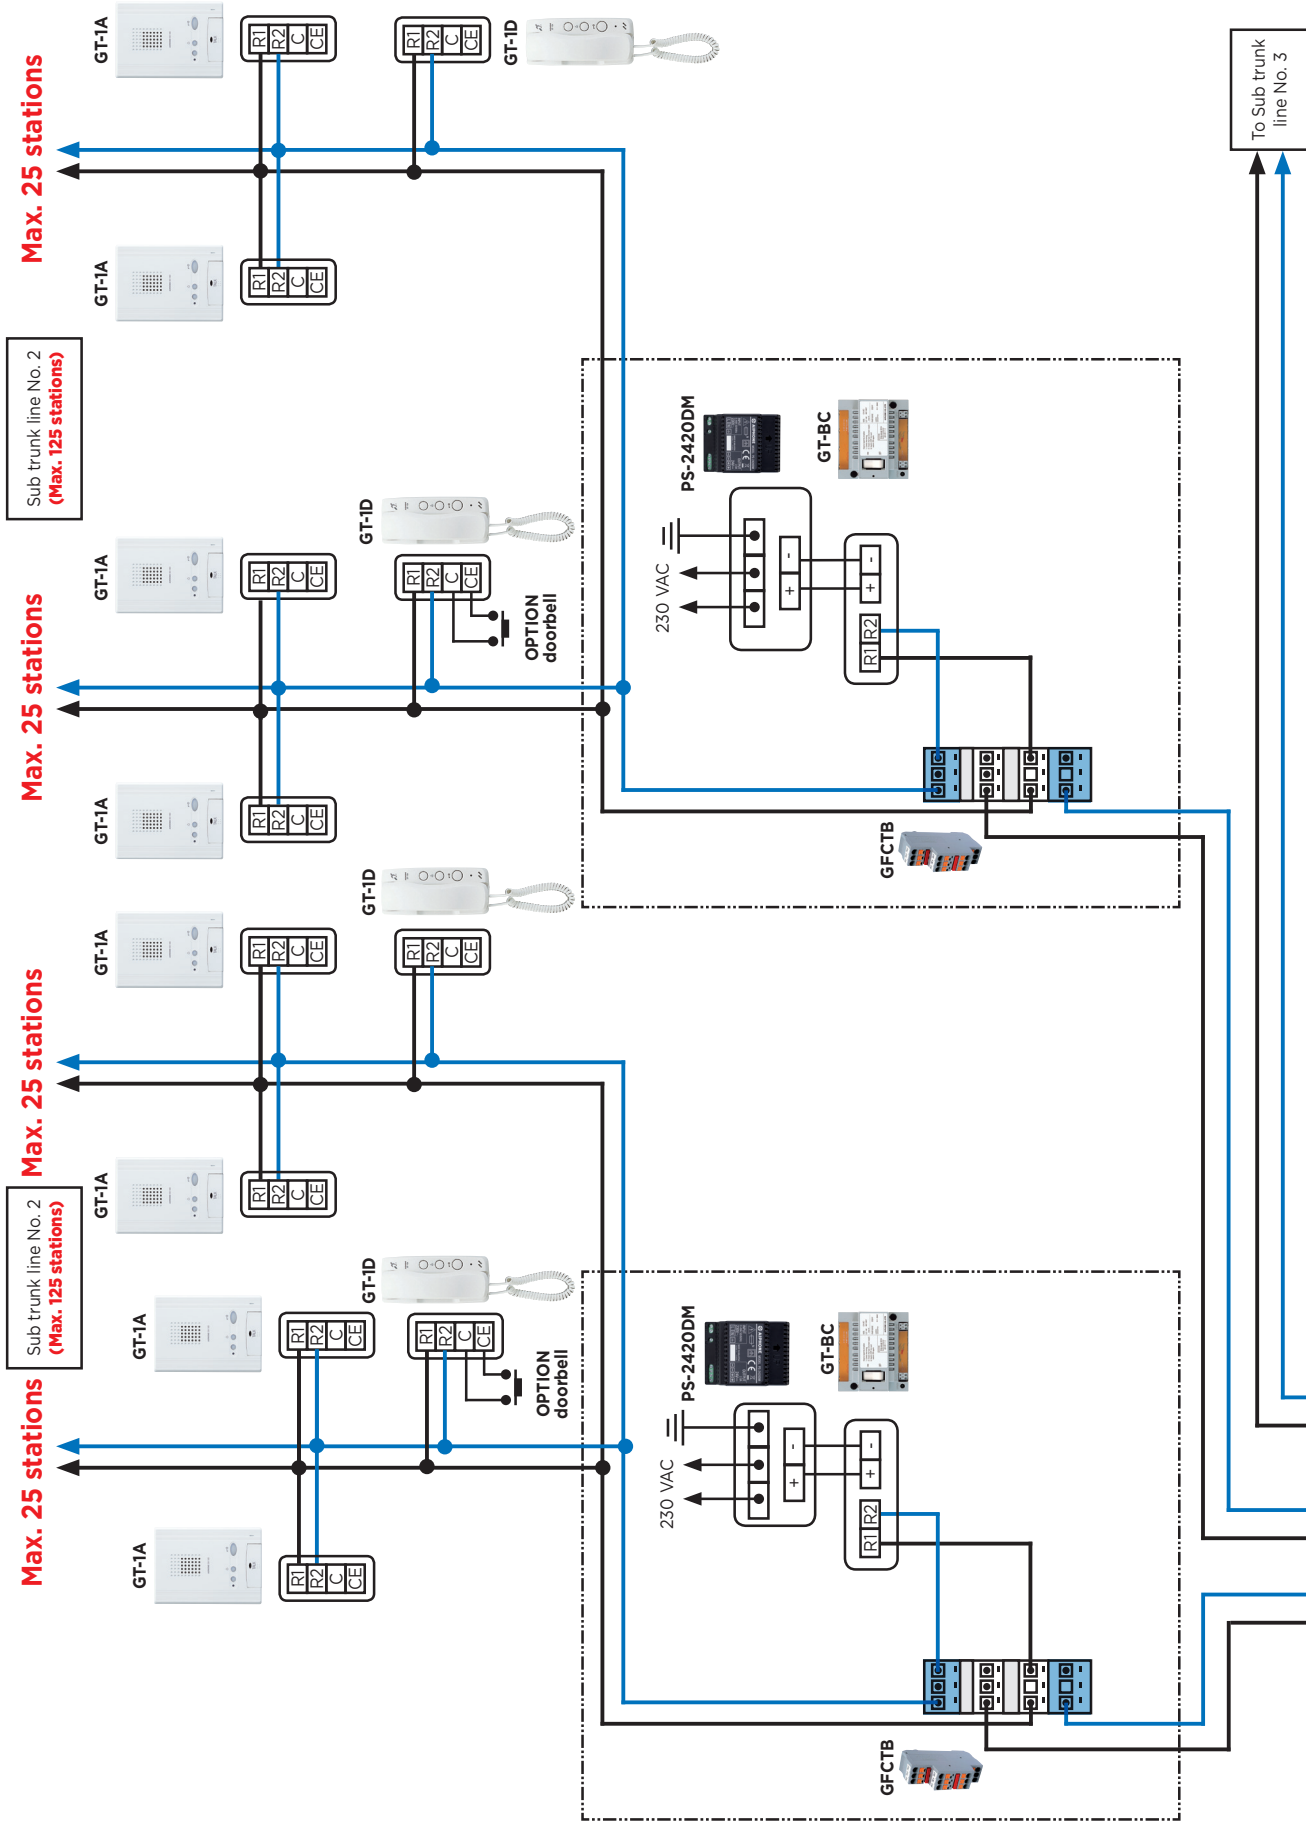 Sub trunk line No. 2
(Max. 125 stations)
Sub trunk line No. 2
(Max. 125 stations)
Max. 25 stations
Max. 25 stations
Max. 25 stations
Max. 25 stations
GT-1A
GT-1A
GT-1A
GT-1A
GT-1A
GT-1A
GT-1A
GT-1A
R1
R2
C
CE
R1
R2
C
CE
R1
R2
C
CE
R1
R2
C
CE
R1
R2
C
CE
R1
R2
C
CE
R1
R2
C
CE
R1
R2
C
CE
GT-1D
GT-1D
GT-1D
GT-1D
R1
R2
C
CE
R1
R2
C
CE
R1
R2
C
CE
R1
R2
C
CE
OPTION
doorbell
OPTION
doorbell
230 VAC
PS-2420DM
230 VAC
PS-2420DM
+ -
+ -
GT-BC
GT-BC
R1 R2 + -
R1 R2 + -
GFCTB
GFCTB
To Sub trunk
line No. 3